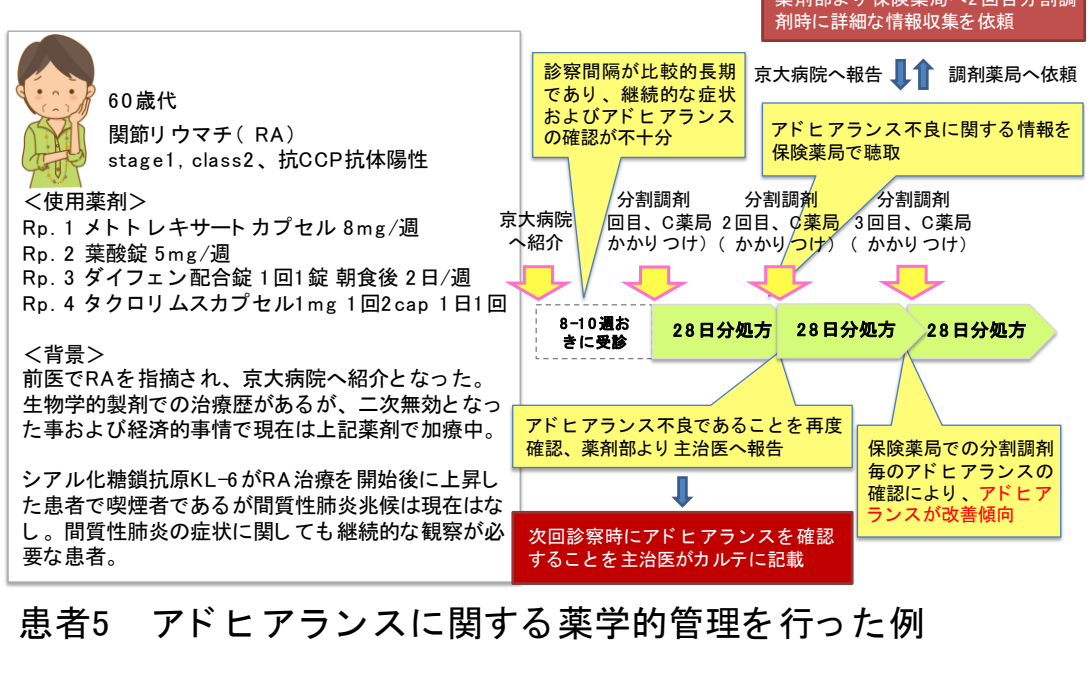 薬剤部より保険薬局へ2回目分割調
剤時に詳細な情報収集を依頼
京大病院へ報告
調剤薬局へ依頼
60歳代
関節リウマチ( RA)
stage1, class2、抗CCP抗体陽性
<使用薬剤>
Rp. 1 メトトレキサートカプセル 8mg/週
Rp. 2 葉酸錠 5mg/週
Rp. 3 ダイフェン配合錠 1回1錠 朝食後 2日/週
Rp. 4 タクロリムスカプセル1mg 1回2cap 1日1回
<背景>
前医でRAを指摘され、京大病院へ紹介となった。
生物学的製剤での治療歴があるが、二次無効となっ
た事および経済的事情で現在は上記薬剤で加療中。
シアル化糖鎖抗原KL-6がRA治療を開始後に上昇し
た患者で喫煙者であるが間質性肺炎兆候は現在はな
し。間質性肺炎の症状に関しても継続的な観察が必
要な患者。
診察間隔が比較的長期
であり、継続的な症状
およびアドヒアランス
の確認が不十分
アドヒアランス不良に関する情報を
保険薬局で聴取
京大病院
へ紹介
分割調剤
回目、C薬局
かかりつけ)
分割調剤
2回目、C薬局
( かかりつけ)
分割調剤
3回目、C薬局
( かかりつけ)
8-10週お
きに受診
28日分処方
28日分処方
28日分処方
アドヒアランス不良であることを再度
確認、薬剤部より主治医へ報告
次回診察時にアドヒアランスを確認
することを主治医がカルテに記載
保険薬局での分割調剤
毎のアドヒアランスの
確認により、アドヒア
ランスが改善傾向
患者5 アドヒアランスに関する薬学的管理を行った例